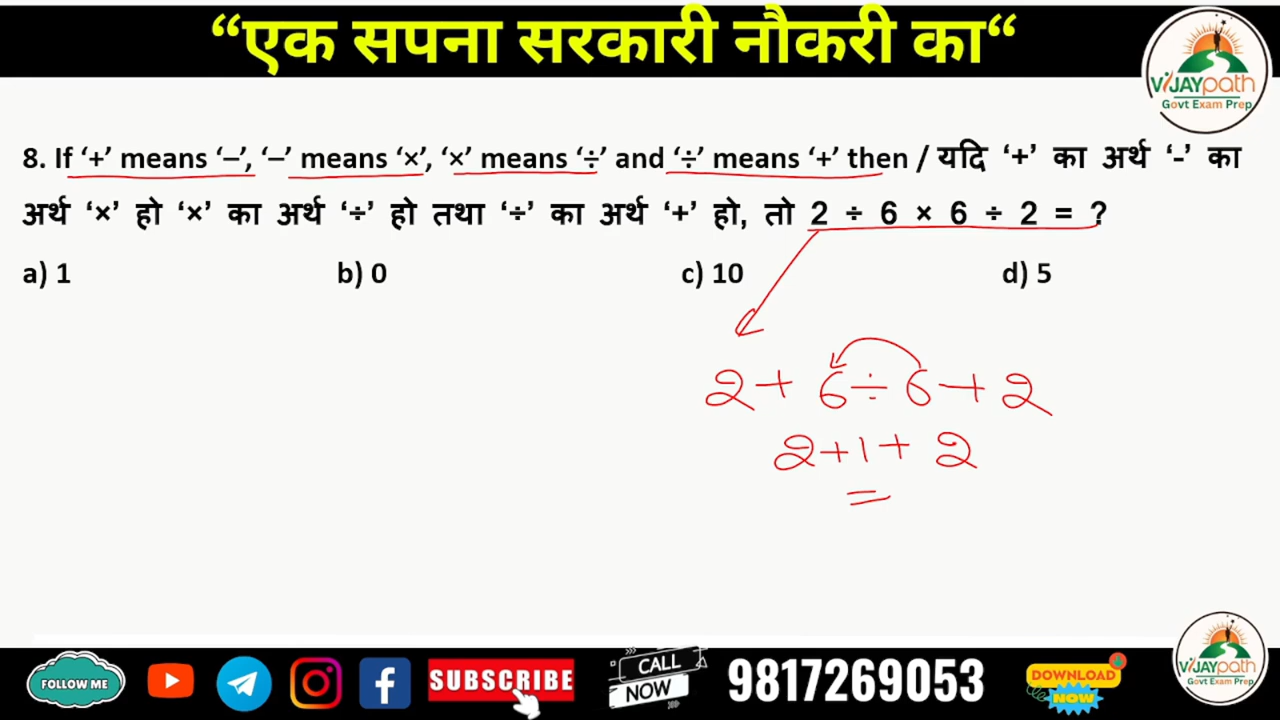 “एक सपना सरकारी नौकरी का“
VIJAYpath
Govt Exam Prep
8. If ‘+’ means ‘–’, ‘–’ means ‘×’, ‘×’ means ‘÷’ and ‘÷’ means ‘+’ then / यदि ‘+’ का अर्थ ‘-’ का
अर्थ ‘×’ हो ‘×’ का अर्थ ‘÷’ हो तथा ‘÷’ का अर्थ ‘+’ हो, तो 2 ÷ 6 × 6 ÷ 2 = ?
a) 1 b) 0 c) 10 d) 5
2 + 6 ÷ 6 + 2
2 + 1 + 2
=
FOLLOW ME
SUBSCRIBE
CALL
NOW
9817269053
DOWNLOAD
NOW
VIJAYpath
Govt Exam Prep